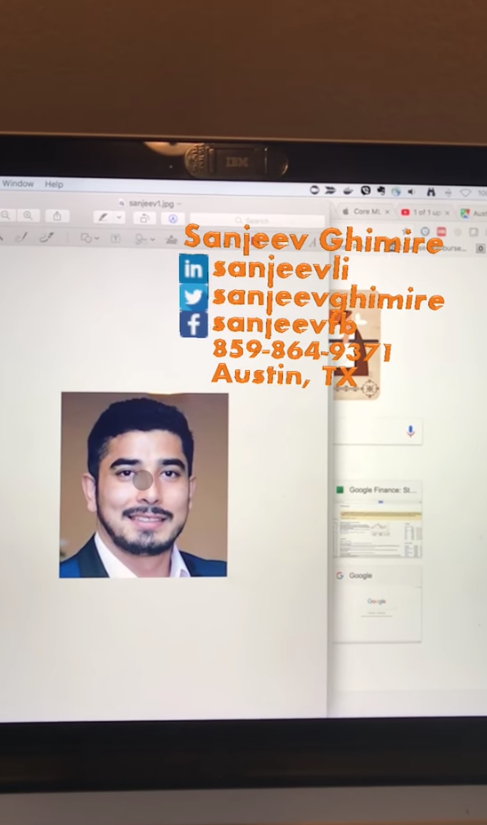 IBM
Window Help
sanjeev1.jpg
Search
Core ML
1 of 1 up
Sanjeev Ghimire
in sanjeevli
sanjeevghimire
f sanjeevfb
859-864-9371
Austin, TX
Google Finance: St...
G Google
Google